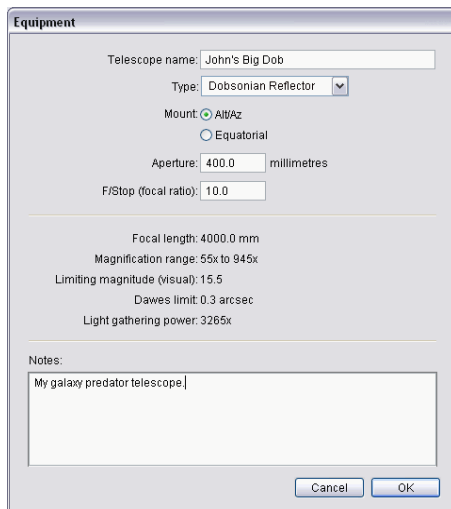 Equipment
Telescope name: John's Big Dob
Type: Dobsonian Reflector
Mount: Alt/Az
Equatorial
Aperture: 400.0 millimetres
F/Stop (focal ratio): 10.0
Focal length: 4000.0 mm
Magnification range: 55x to 945x
Limiting magnitude (visual): 15.5
Dawes limit: 0.3 arcsec
Light gathering power: 3265x
Notes:
My galaxy predator telescope.
Cancel OK